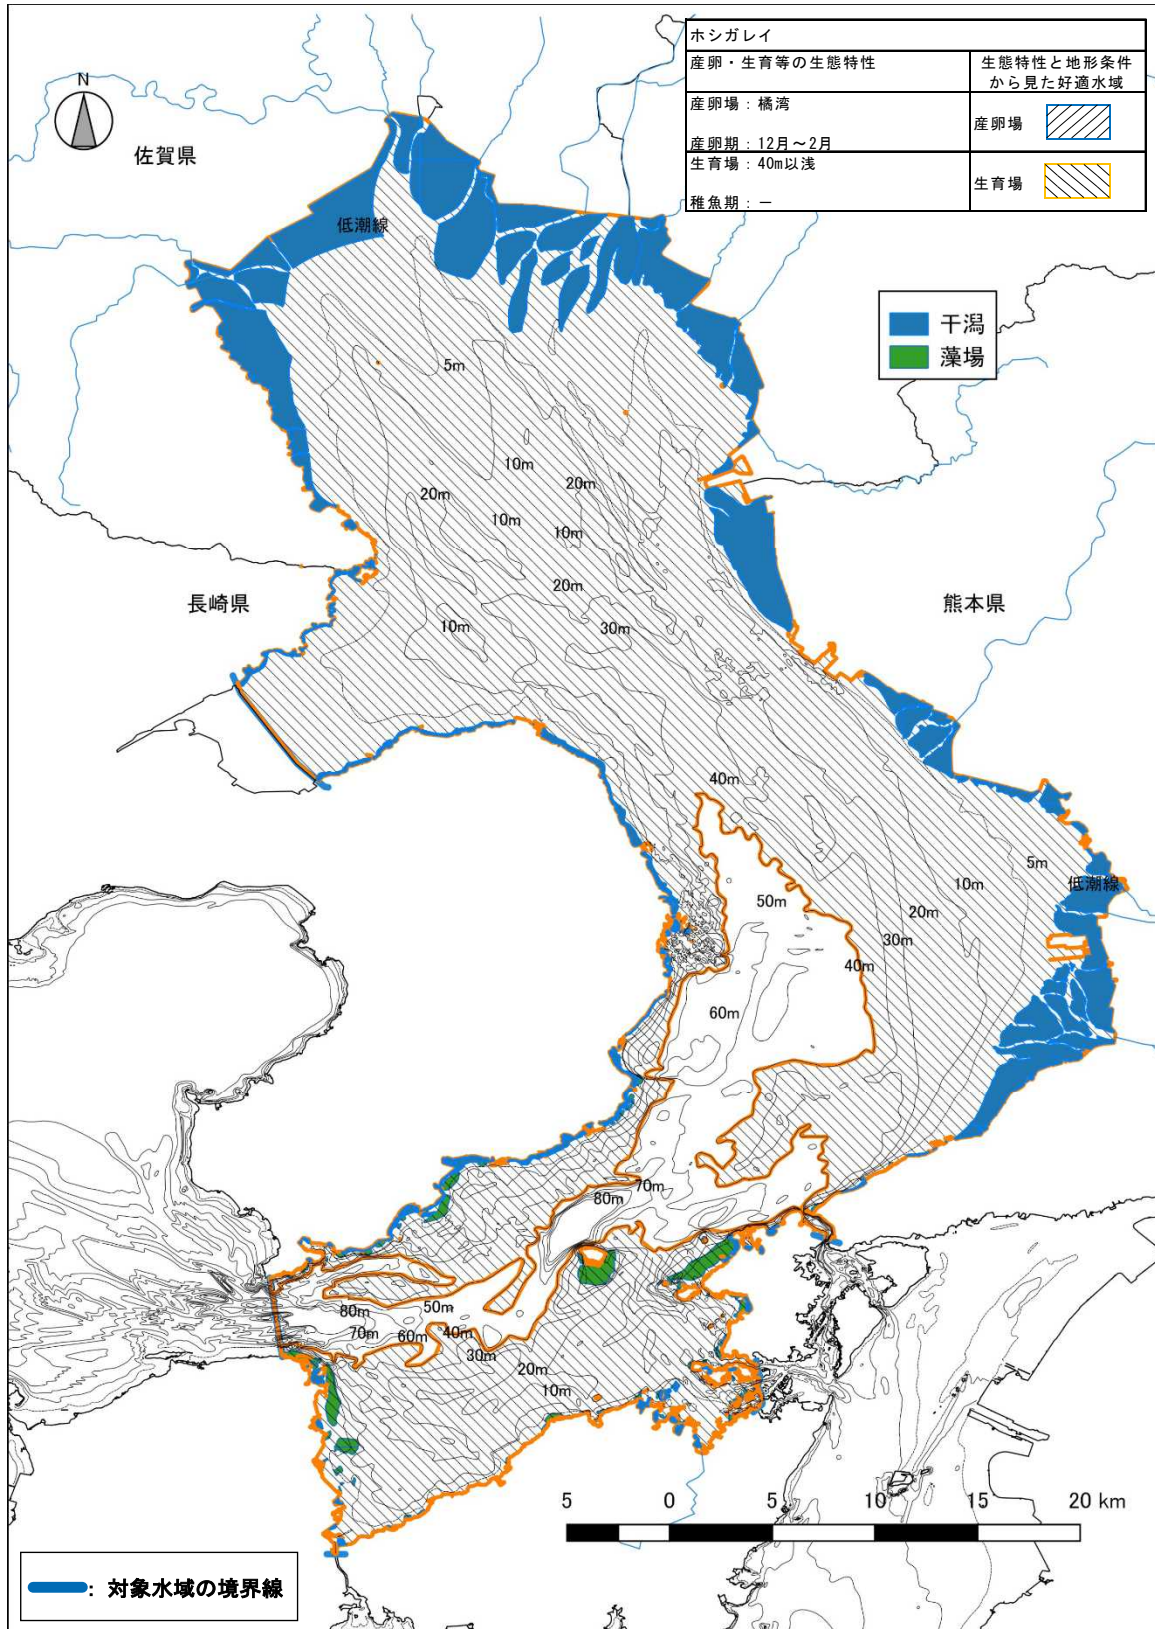 ホシガレイ
産卵・生育等の生態特性
生態特性と地形条件
から見た好適水域
産卵場：橘湾
産卵期：12月～2月
産卵場
生育場：40m以浅
稚魚期：－
生育場
N
佐賀県
低潮線
干潟
藻場
5m
10m
20m
20m
10m
10m
20m
長崎県
熊本県
10m
30m
40m
5m
低潮線
10m
50m
20m
30m
40m
60m
70m
80m
80m
50m
70m
60m
40m
30m
20m
10m
5 0 5 10 15 20 km
：対象水域の境界線